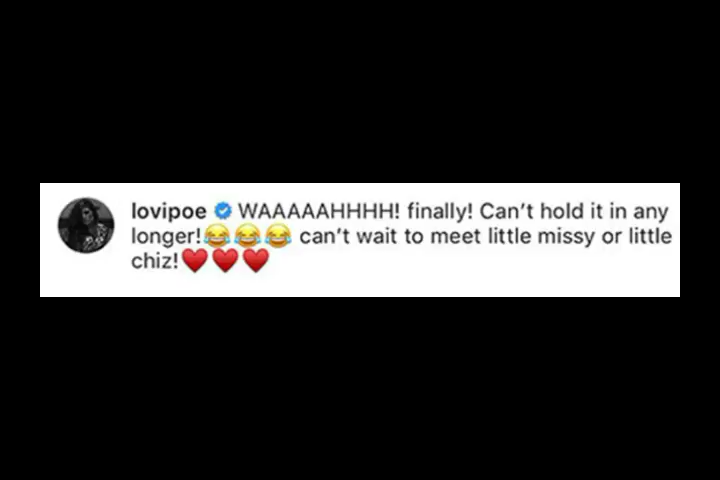 lovipoe WAAAAAHHHH! finally! Can't hold it in any
longer!😂😂😂 can't wait to meet little missy or little
chiz!❤️❤️❤️